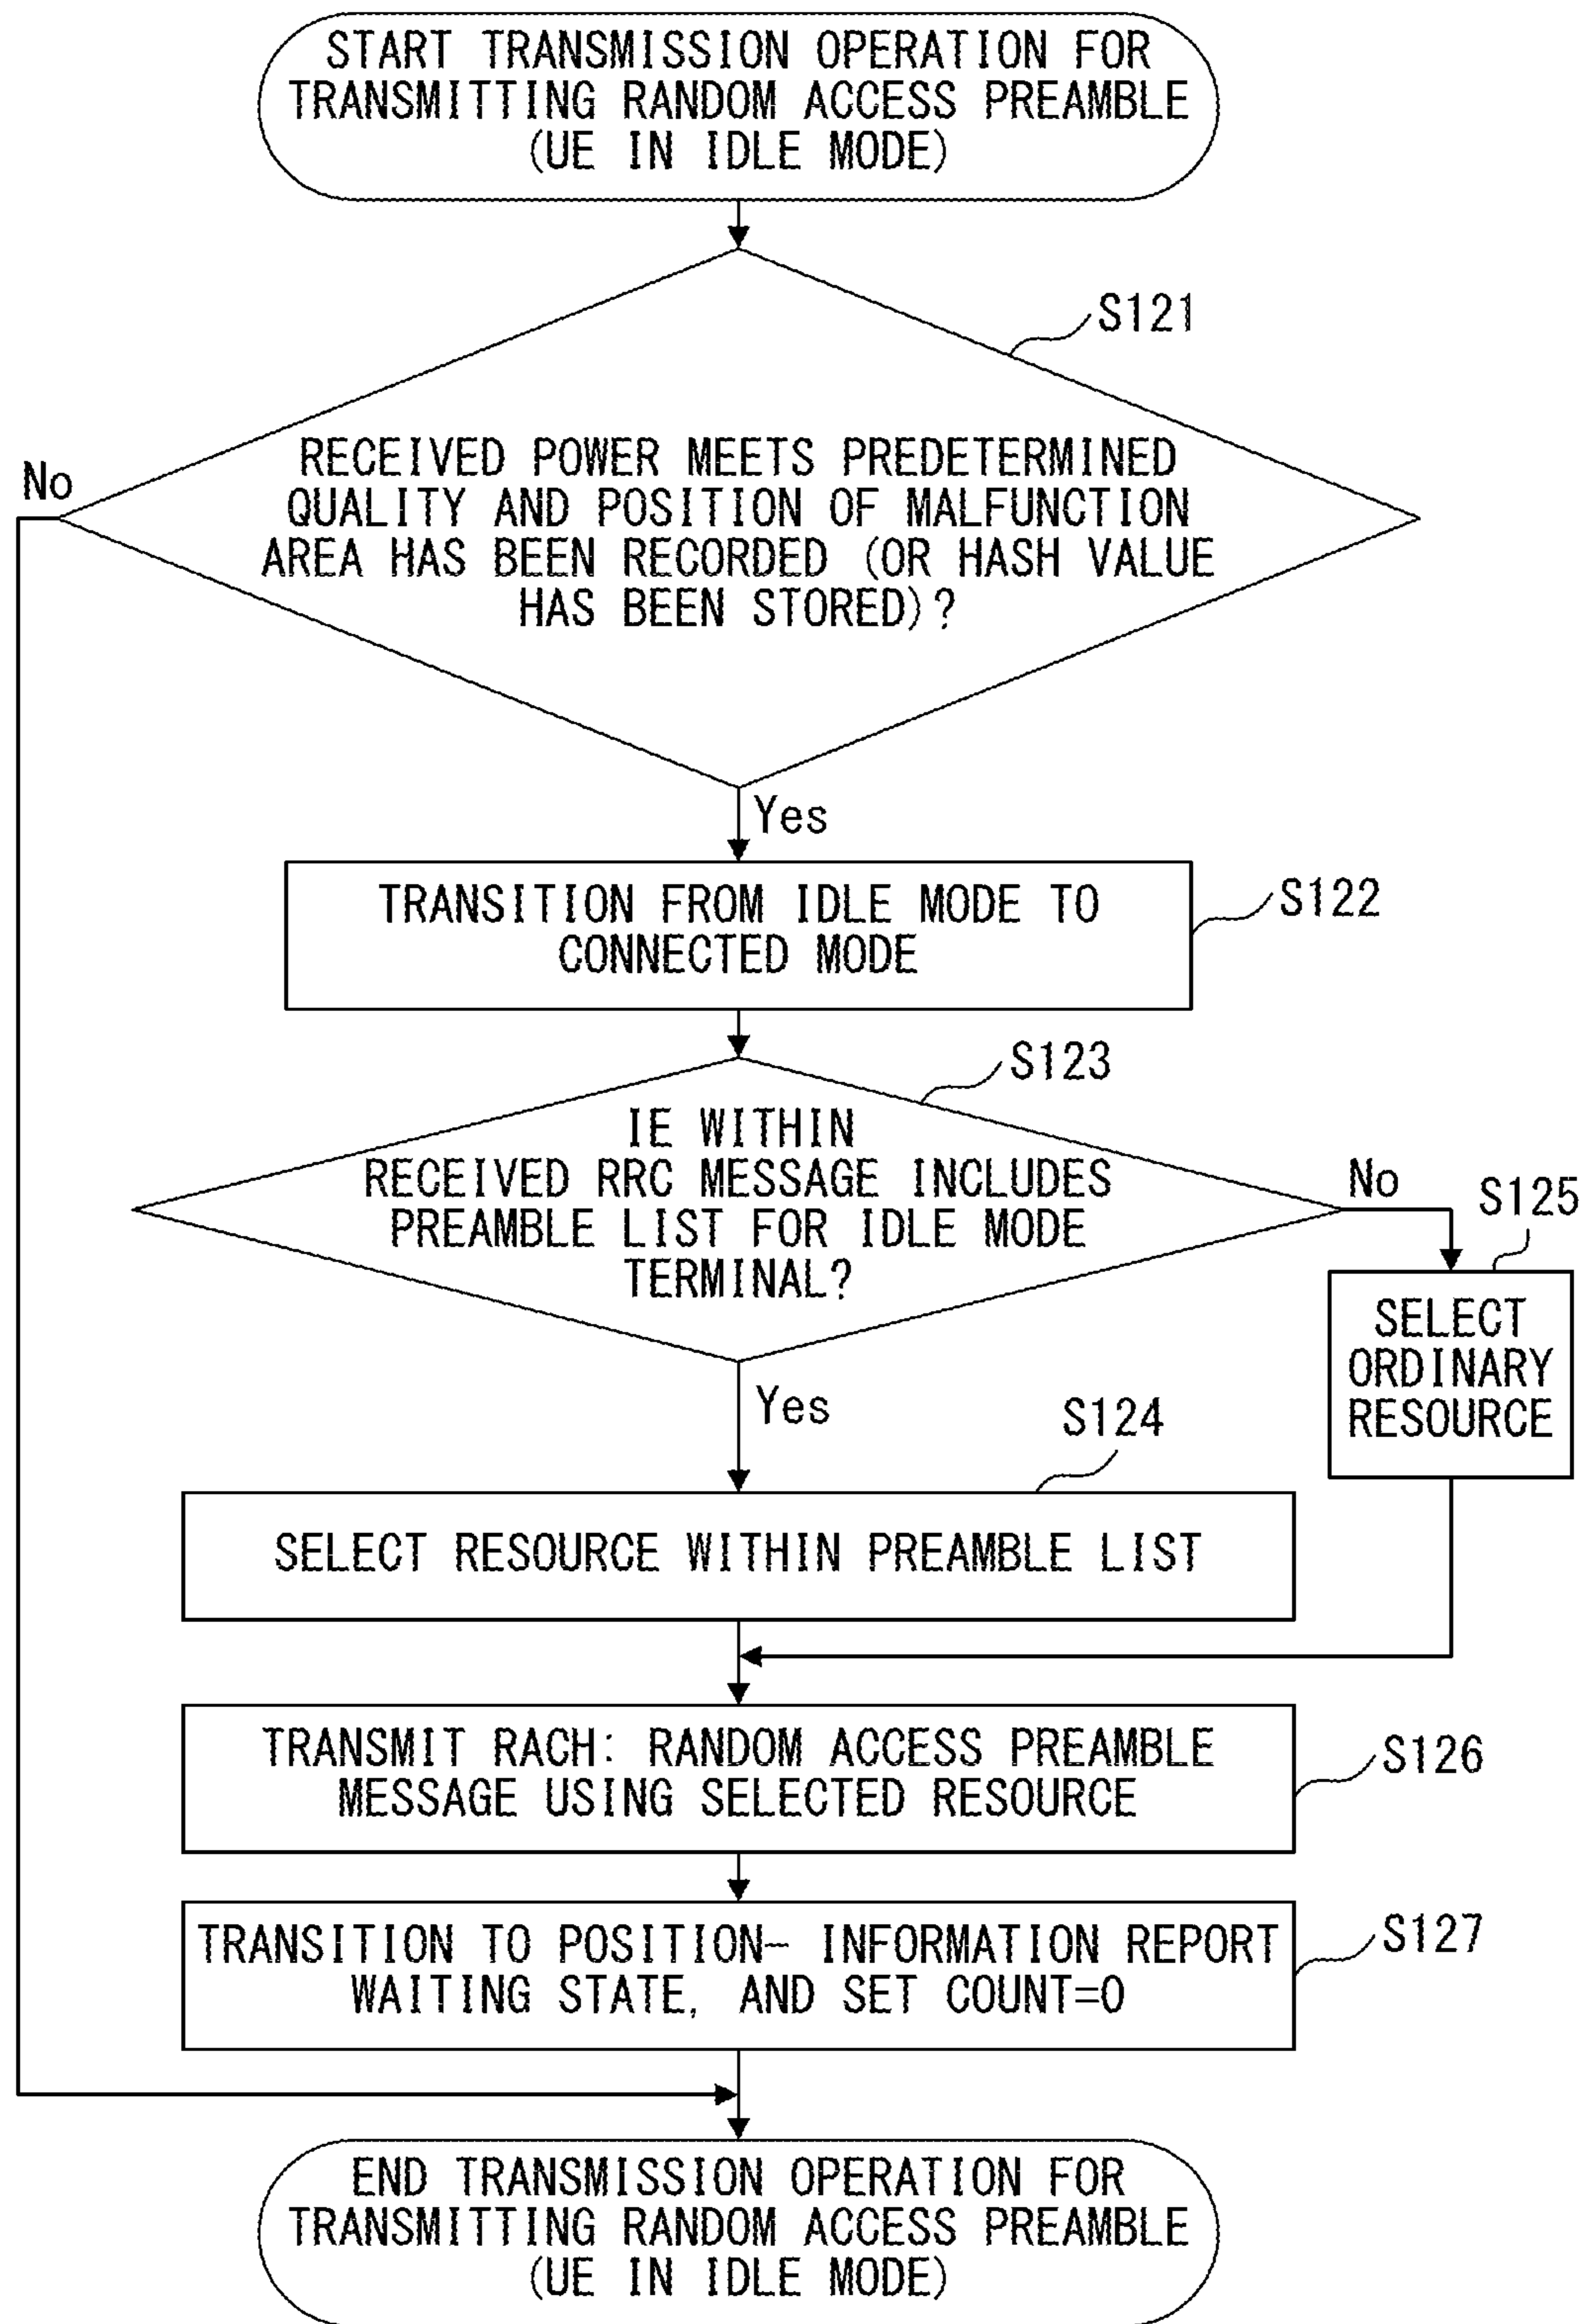 START TRANSMISSION OPERATION FOR
TRANSMITTING RANDOM ACCESS PREAMBLE
(UE IN IDLE MODE)
S121
RECEIVED POWER MEETS PREDETERMINED
QUALITY AND POSITION OF MALFUNCTION
AREA HAS BEEN RECORDED (OR HASH VALUE
HAS BEEN STORED)?
No
Yes
TRANSITION FROM IDLE MODE TO
CONNECTED MODE
S122
S123
IE WITHIN
RECEIVED RRC MESSAGE INCLUDES
PREAMBLE LIST FOR IDLE MODE
TERMINAL?
No
S125
SELECT
ORDINARY
RESOURCE
Yes
S124
SELECT RESOURCE WITHIN PREAMBLE LIST
TRANSMIT RACH: RANDOM ACCESS PREAMBLE
MESSAGE USING SELECTED RESOURCE
S126
TRANSITION TO POSITION- INFORMATION REPORT
WAITING STATE, AND SET COUNT=0
S127
END TRANSMISSION OPERATION FOR
TRANSMITTING RANDOM ACCESS PREAMBLE
(UE IN IDLE MODE)